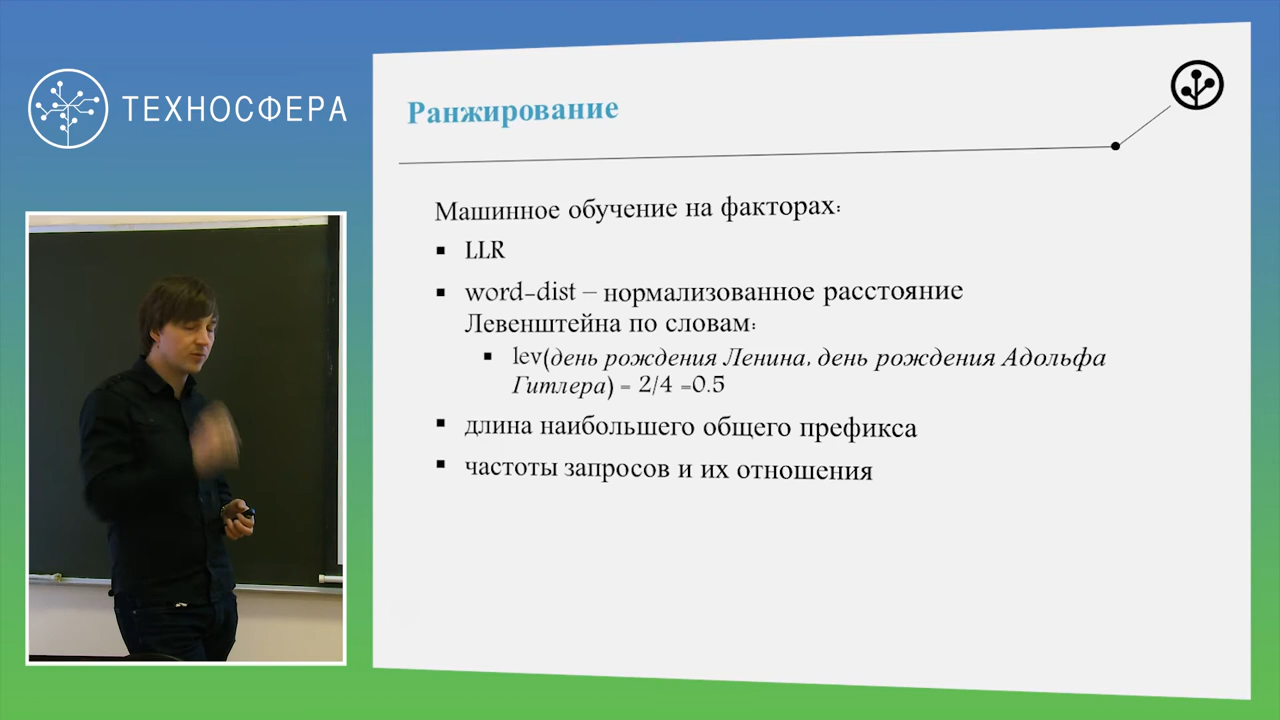 ТЕХНОСФЕРА
Ранжирование
Машинное обучение на факторах:
▪ LLR
▪ word-dist – нормализованное расстояние
Левенштейна по словам:
▪ lev(день рождения Ленина, день рождения Адольфа
Гитлера) = 2/4 =0.5
▪ длина наибольшего общего префикса
▪ частоты запросов и их отношения